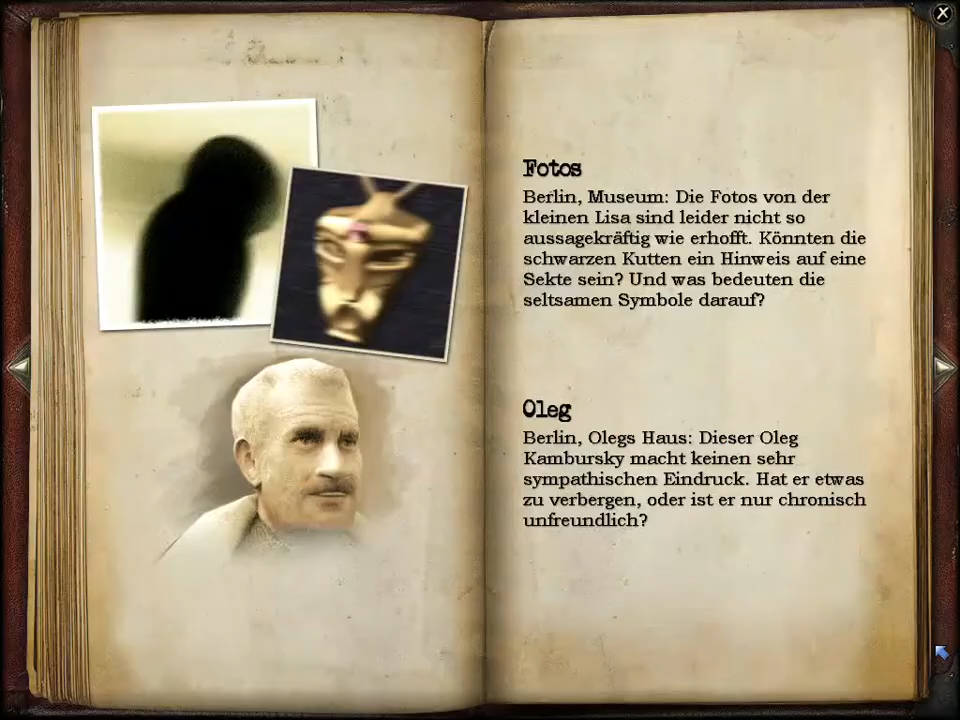 Fotos
Berlin, Museum: Die Fotos von der
kleinen Lisa sind leider nicht so
aussagekräftig wie erhofft. Könnten die
schwarzen Kutten ein Hinweis auf eine
Sekte sein? Und was bedeuten die
seltsamen Symbole darauf?
Oleg
Berlin, Olegs Haus: Dieser Oleg
Kambursky macht keinen sehr
sympathischen Eindruck. Hat er etwas
zu verbergen, oder ist er nur chronisch
unfreundlich?